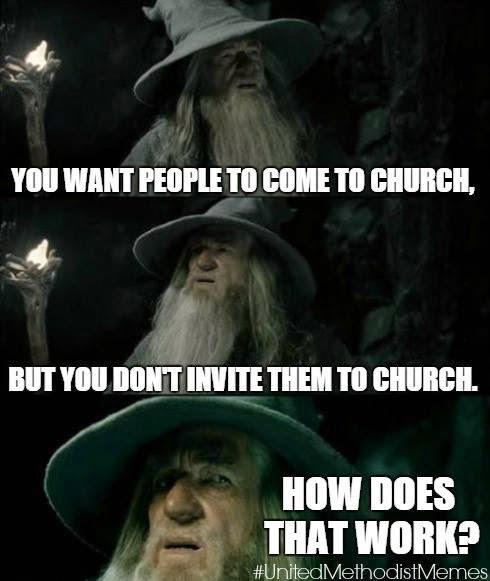 YOU WANT PEOPLE TO COME TO CHURCH,
BUT YOU DON'T INVITE THEM TO CHURCH.
HOW DOES
THAT WORK?
#UnitedMethodistMemes